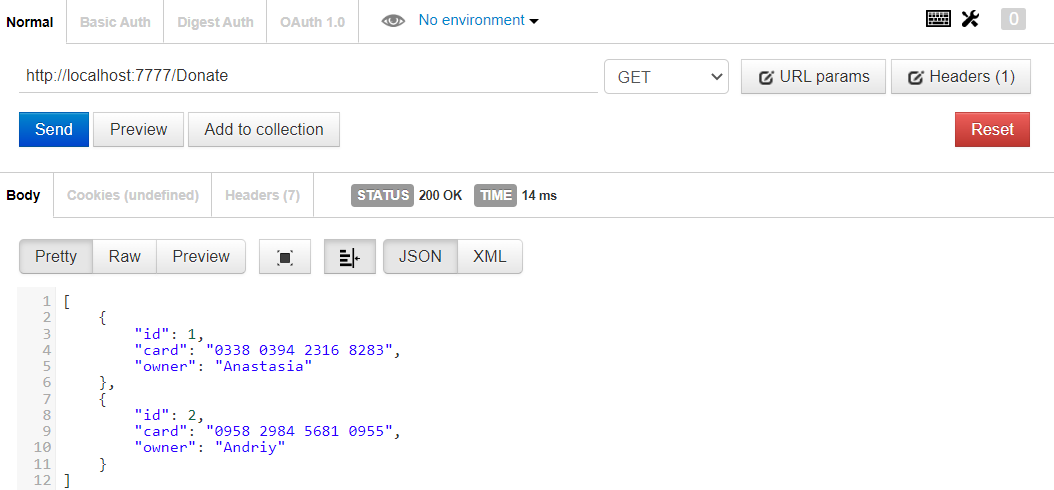 Normal Basic Auth Digest Auth OAuth 1.0 No environment 0
http://localhost:7777/Donate GET URL params Headers (1)
Send Preview Add to collection Reset
Body Cookies (undefined) Headers (7) STATUS 200 OK TIME 14 ms
Pretty Raw Preview JSON XML
1 [
2 {
3 "id": 1,
4 "card": "0338 0394 2316 8283",
5 "owner": "Anastasia"
6 },
7 {
8 "id": 2,
9 "card": "0958 2984 5681 0955",
10 "owner": "Andriy"
11 }
12 ]